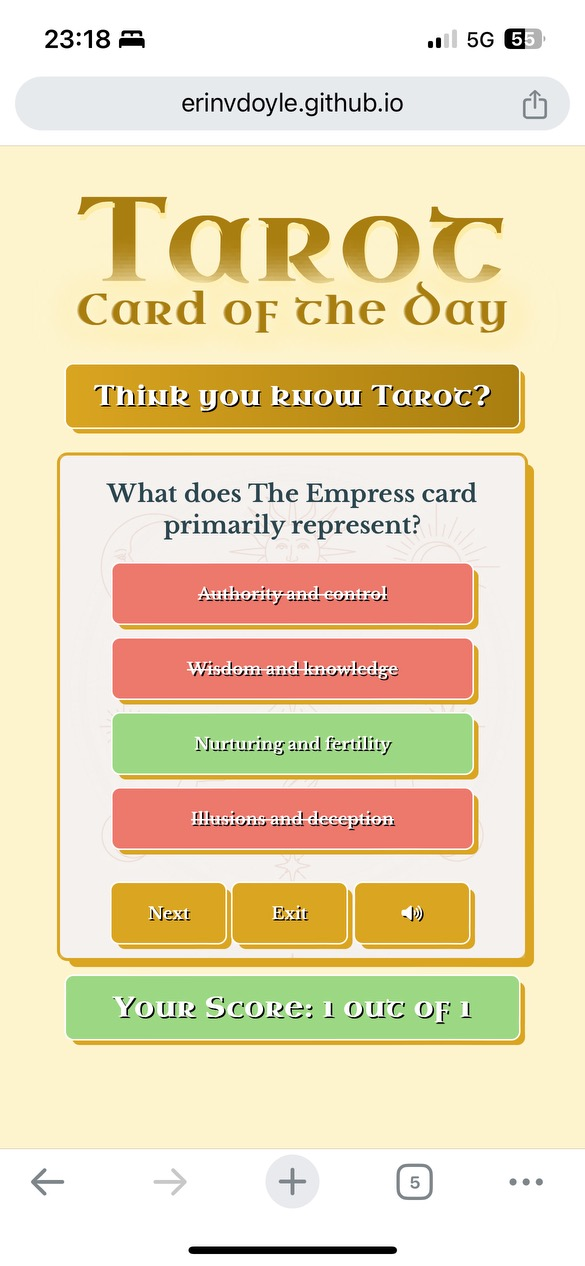 23:18
5G
55
erinvdoyle.github.io
Tarot
Card of the Day
Think you know Tarot?
What does The Empress card
primarily represent?
Authority and control
Wisdom and knowledge
Nurturing and fertility
Illusions and deception
Next
Exit
Your Score: 1 out of 1
5